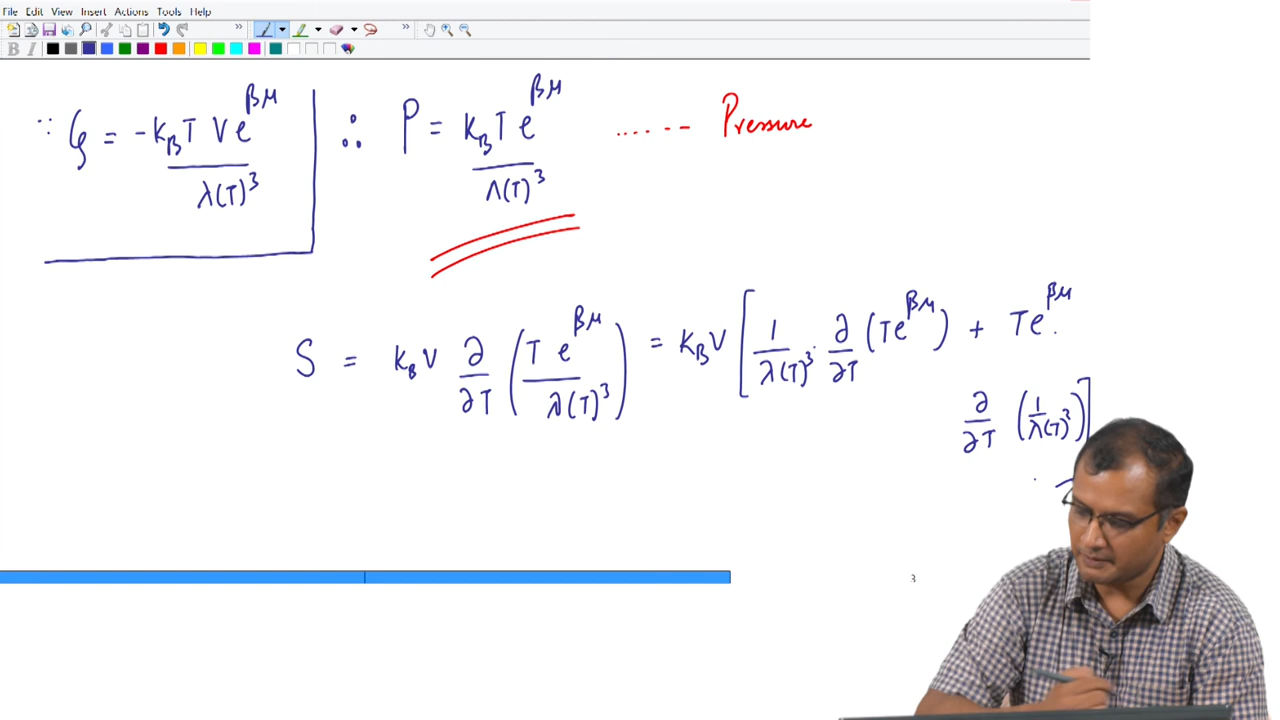 File Edit View Insert Actions Tools Help
» »
B I
∵ G = -k_B T V e^{βμ} / λ(T)^3 ∴ P = k_B T e^{βμ} / Λ(T)^3 ...... Pressure
S = k_B V ∂/∂T (T e^{βμ} / λ(T)^3) = k_B V [ 1/λ(T)^3 · ∂/∂T (T e^{βμ}) + T e^{βμ} .
∂/∂T (1/λ(T)^3) ]
3